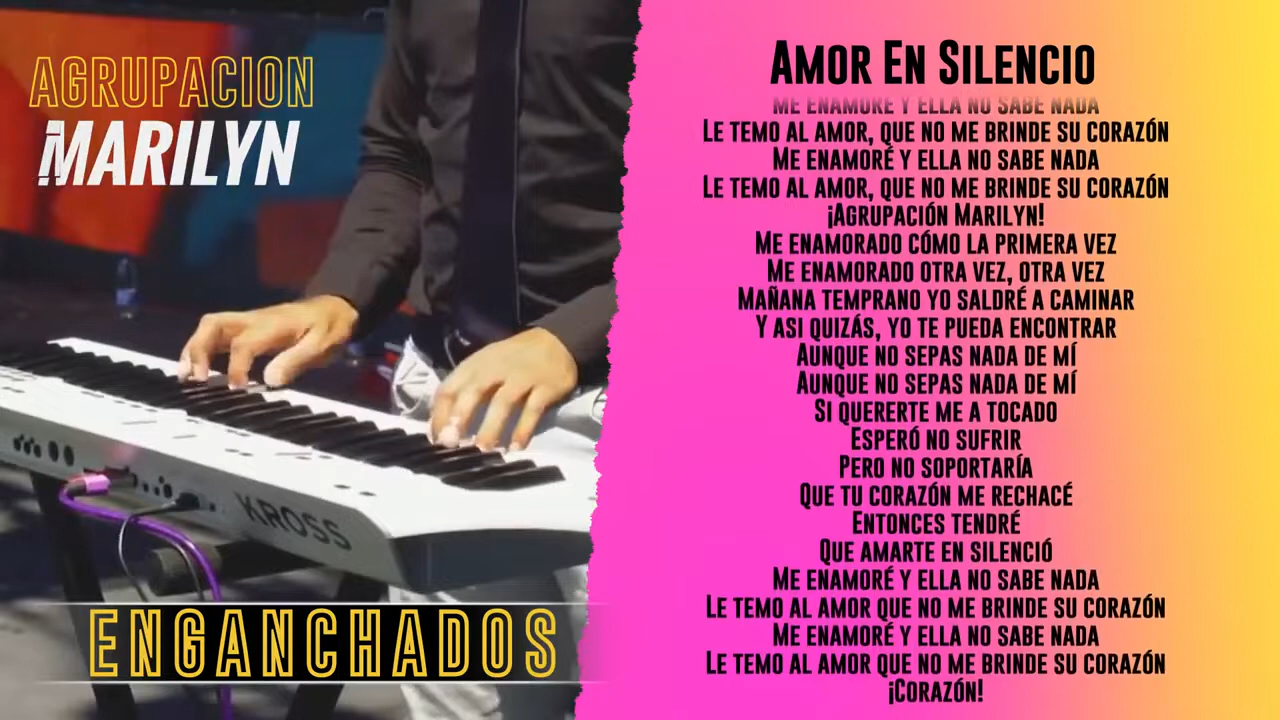 AGRUPACION
MARILYN
KROSS
ENGANCHADOS
AMOR EN SILENCIO
ME ENAMORÉ Y ELLA NO SABE NADA
LE TEMO AL AMOR, QUE NO ME BRINDE SU CORAZÓN
ME ENAMORÉ Y ELLA NO SABE NADA
LE TEMO AL AMOR, QUE NO ME BRINDE SU CORAZÓN
¡AGRUPACIÓN MARILYN!
ME ENAMORADO CÓMO LA PRIMERA VEZ
ME ENAMORADO OTRA VEZ, OTRA VEZ
MAÑANA TEMPRANO YO SALDRÉ A CAMINAR
Y ASI QUIZÁS, YO TE PUEDA ENCONTRAR
AUNQUE NO SEPAS NADA DE MÍ
AUNQUE NO SEPAS NADA DE MÍ
SI QUERERTE ME A TOCADO
ESPERÓ NO SUFRIR
PERO NO SOPORTARÍA
QUE TU CORAZÓN ME RECHACÉ
ENTONCES TENDRÉ
QUE AMARTE EN SILENCIÓ
ME ENAMORÉ Y ELLA NO SABE NADA
LE TEMO AL AMOR QUE NO ME BRINDE SU CORAZÓN
ME ENAMORÉ Y ELLA NO SABE NADA
LE TEMO AL AMOR QUE NO ME BRINDE SU CORAZÓN
¡CORAZÓN!